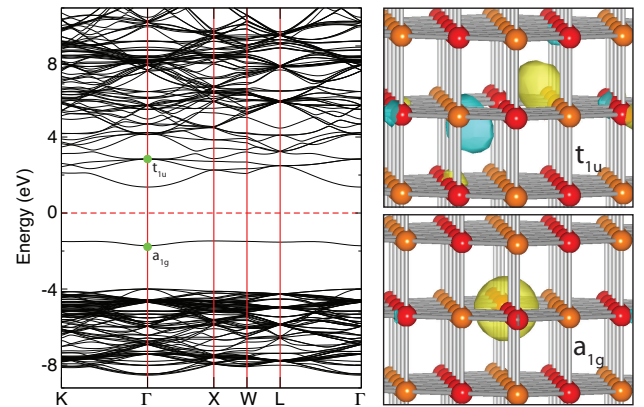 Energy (eV)
8
4
0
-4
-8
t1u
a1g
K Γ X W L Γ
t1u
a1g